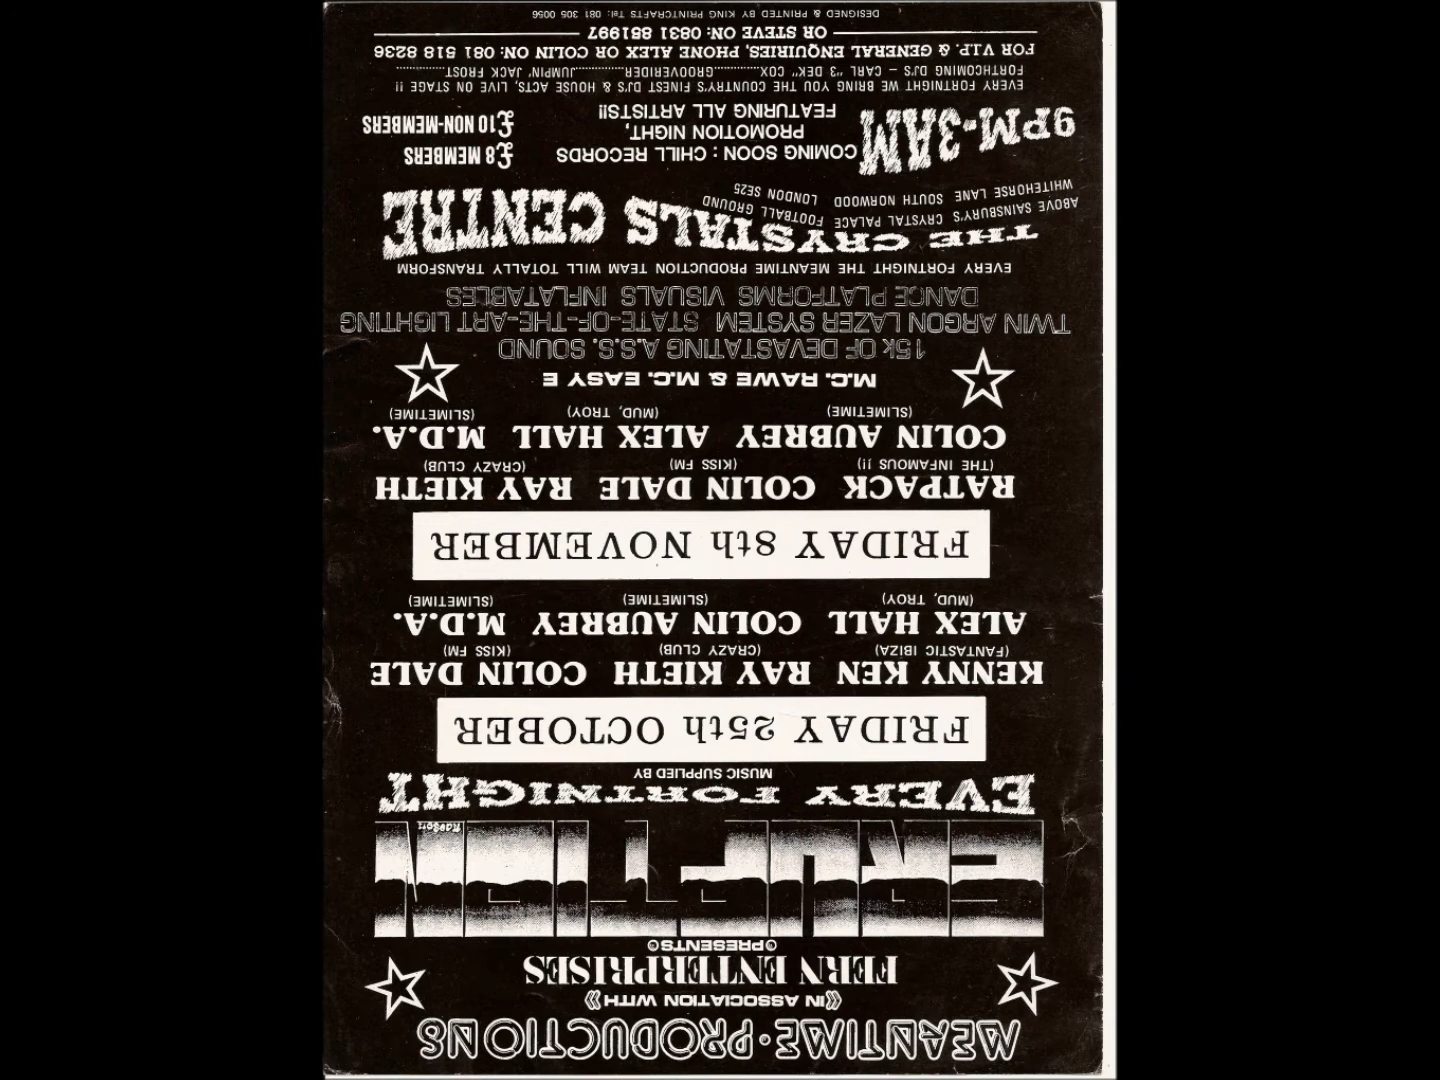 MEANTIME·PRODUCTIONS
IN ASSOCIATION WITH
FERN ENTERPRISES
©PRESENTS©
ERUPTION
EVERY FORTNIGHT
MUSIC SUPPLIED BY
FRIDAY 25th OCTOBER
KENNY KEN RAY KIETH COLIN DALE
(FANTASTIC IBIZA) (CRAZY CLUB) (KISS FM)
ALEX HALL COLIN AUBREY M.D.A.
(MUD, TROY) (SLIMETIME) (SLIMETIME)
FRIDAY 8th NOVEMBER
RATPACK COLIN DALE RAY KIETH
(THE INFAMOUS !!) (KISS FM) (CRAZY CLUB)
COLIN AUBREY ALEX HALL M.D.A.
(SLIMETIME) (MUD, TROY) (SLIMETIME)
M.C. RAWE & M.C. EASY E
15k OF DEVASTATING A.S.S. SOUND
TWIN ARGON LAZER SYSTEM STATE-OF-THE-ART LIGHTING
DANCE PLATFORMS VISUALS INFLATABLES
EVERY FORTNIGHT THE MEANTIME PRODUCTION TEAM WILL TOTALLY TRANSFORM
THE CRYSTALS CENTRE
ABOVE SAINSBURY'S CRYSTAL PALACE FOOTBALL GROUND
WHITEHORSE LANE SOUTH NORWOOD LONDON SE25
9PM-3AM
COMING SOON : CHILL RECORDS
PROMOTION NIGHT,
FEATURING ALL ARTISTS!!
£8 MEMBERS
£10 NON-MEMBERS
EVERY FORTNIGHT WE BRING YOU THE COUNTRY'S FINEST DJ'S & HOUSE ACTS, LIVE ON STAGE !!
FORTHCOMING DJ'S – CARL "3 DEK" COX............GROOVERIDER............JUMPIN' JACK FROST............
FOR V.I.P. & GENERAL ENQUIRIES, PHONE ALEX OR COLIN ON: 081 518 8236
OR STEVE ON: 0831 881997
DESIGNED & PRINTED BY KING PRINTCRAFTS Tel: 081 305 0056